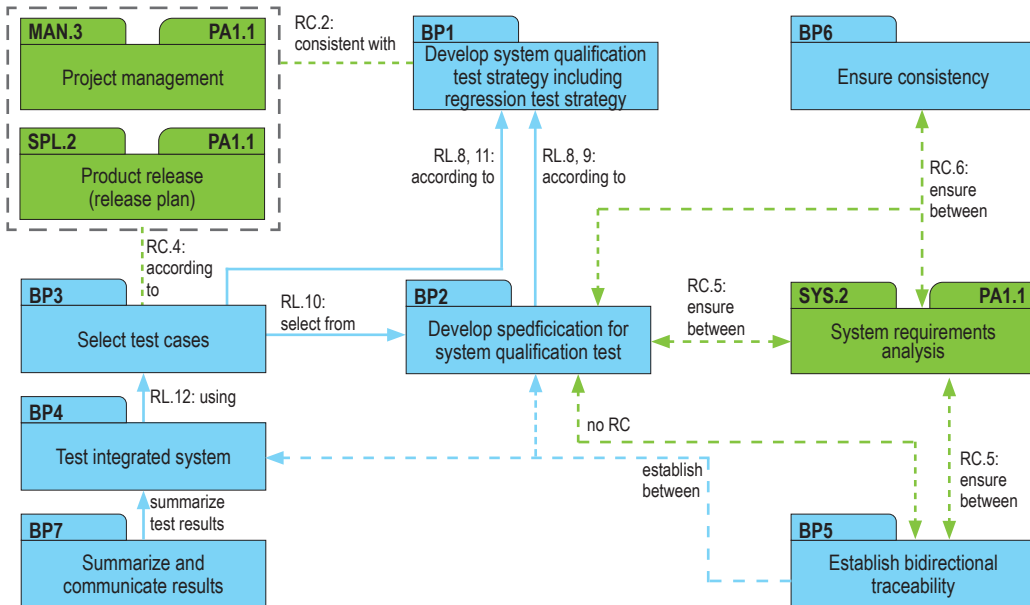 MAN.3 PA1.1
Project management
SPL.2 PA1.1
Product release
(release plan)
RC.2:
consistent with
BP1
Develop system qualification
test strategy including
regression test strategy
BP6
Ensure consistency
RL.8, 11:
according to
RL.8, 9:
according to
RC.6:
ensure
between
RC.4:
according
to
BP3
Select test cases
RL.10:
select from
BP2
Develop spedficication for
system qualification test
RC.5:
ensure
between
SYS.2 PA1.1
System requirements
analysis
RL.12: using
BP4
Test integrated system
no RC
establish
between
RC.5:
ensure
between
summarize
test results
BP7
Summarize and
communicate results
BP5
Establish bidirectional
traceability